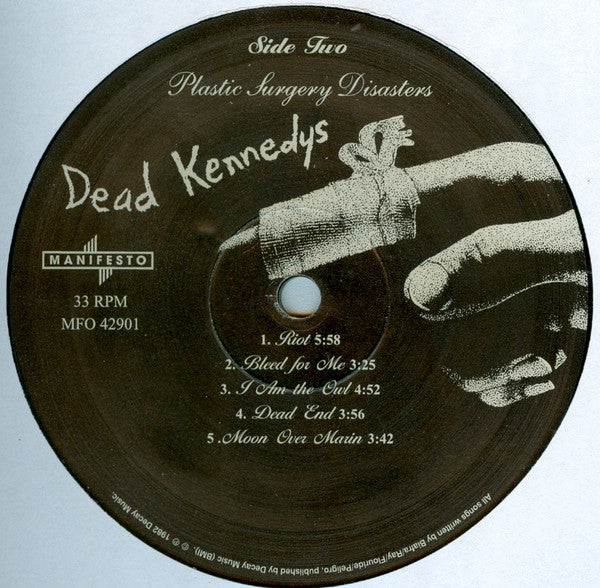 Side Two
Plastic Surgery Disasters
Dead Kennedys
MANIFESTO
33 RPM
MFO 42901
1. Riot 5:58
2. Bleed for Me 3:25
3. I Am the Owl 4:52
4. Dead End 3:56
5 .Moon Over Marin 3:42
All songs written by Biafra/Ray/Flouride/Peligro, published by Decay Music (BMI), ℗ © 1982 Decay Music.